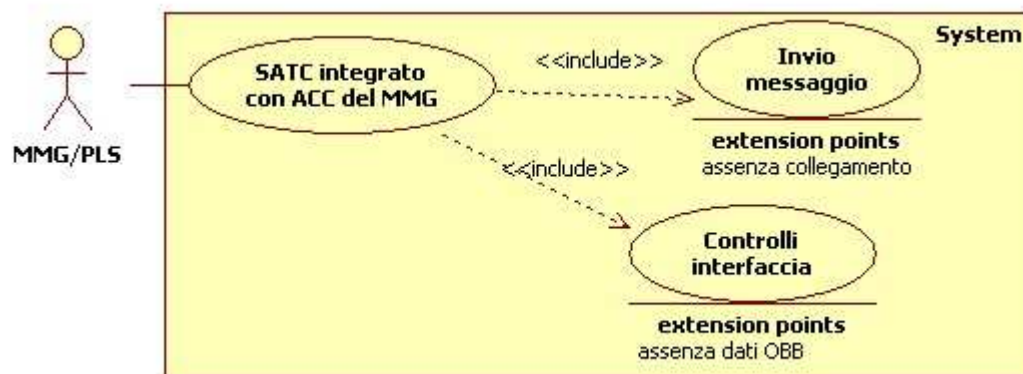 System
MMG/PLS
SATC integrato
con ACC del MMG
<<include>>
Invio
messaggio
extension points
assenza collegamento
<<include>>
Controlli
interfaccia
extension points
assenza dati OBB